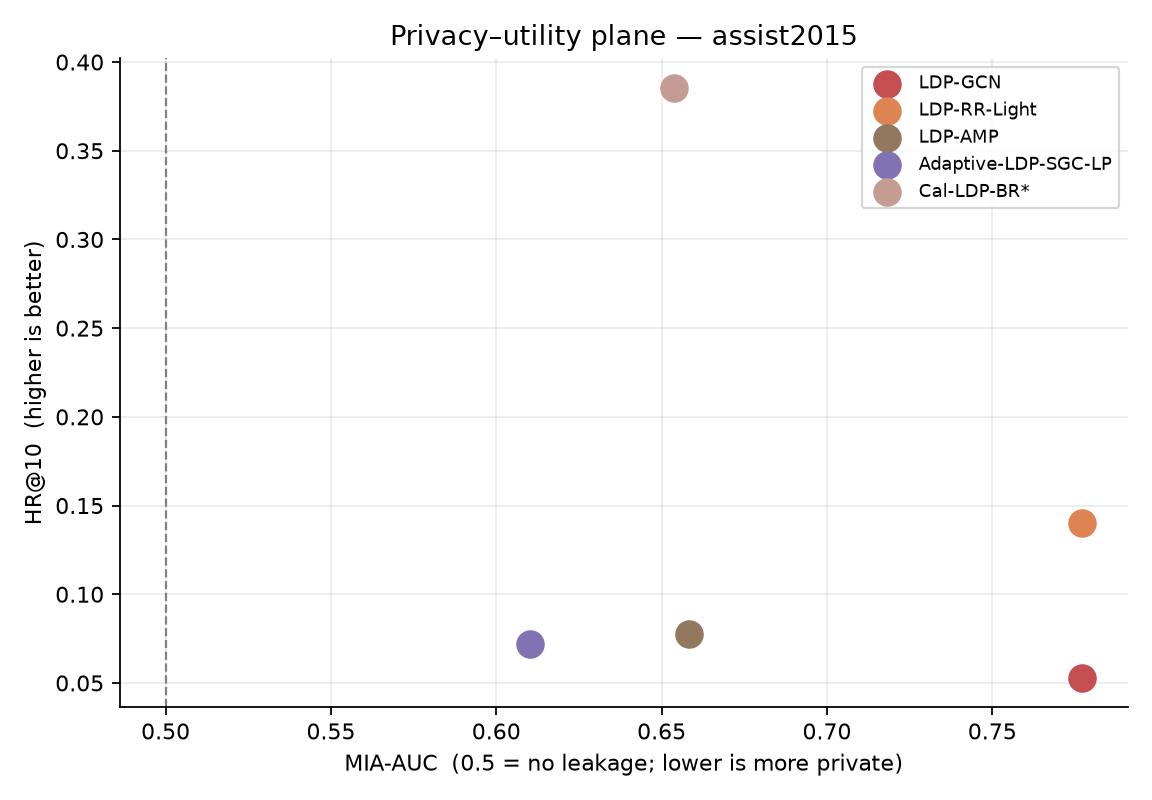 Privacy–utility plane — assist2015
0.40
0.35
0.30
0.25
0.20
0.15
0.10
0.05
HR@10  (higher is better)
LDP-GCN
LDP-RR-Light
LDP-AMP
Adaptive-LDP-SGC-LP
Cal-LDP-BR*
0.50 0.55 0.60 0.65 0.70 0.75
MIA-AUC  (0.5 = no leakage; lower is more private)